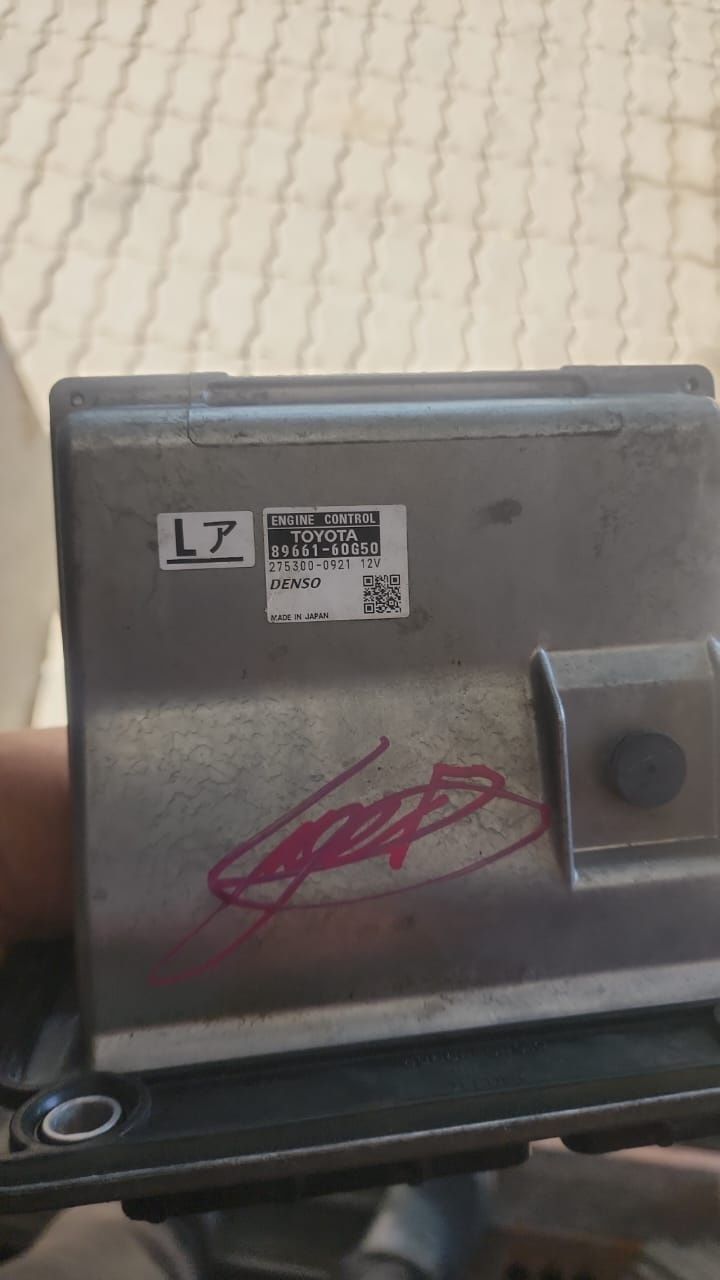 Lア
ENGINE CONTROL
TOYOTA
89661-60G50
275300-0921 12V
DENSO
MADE IN JAPAN